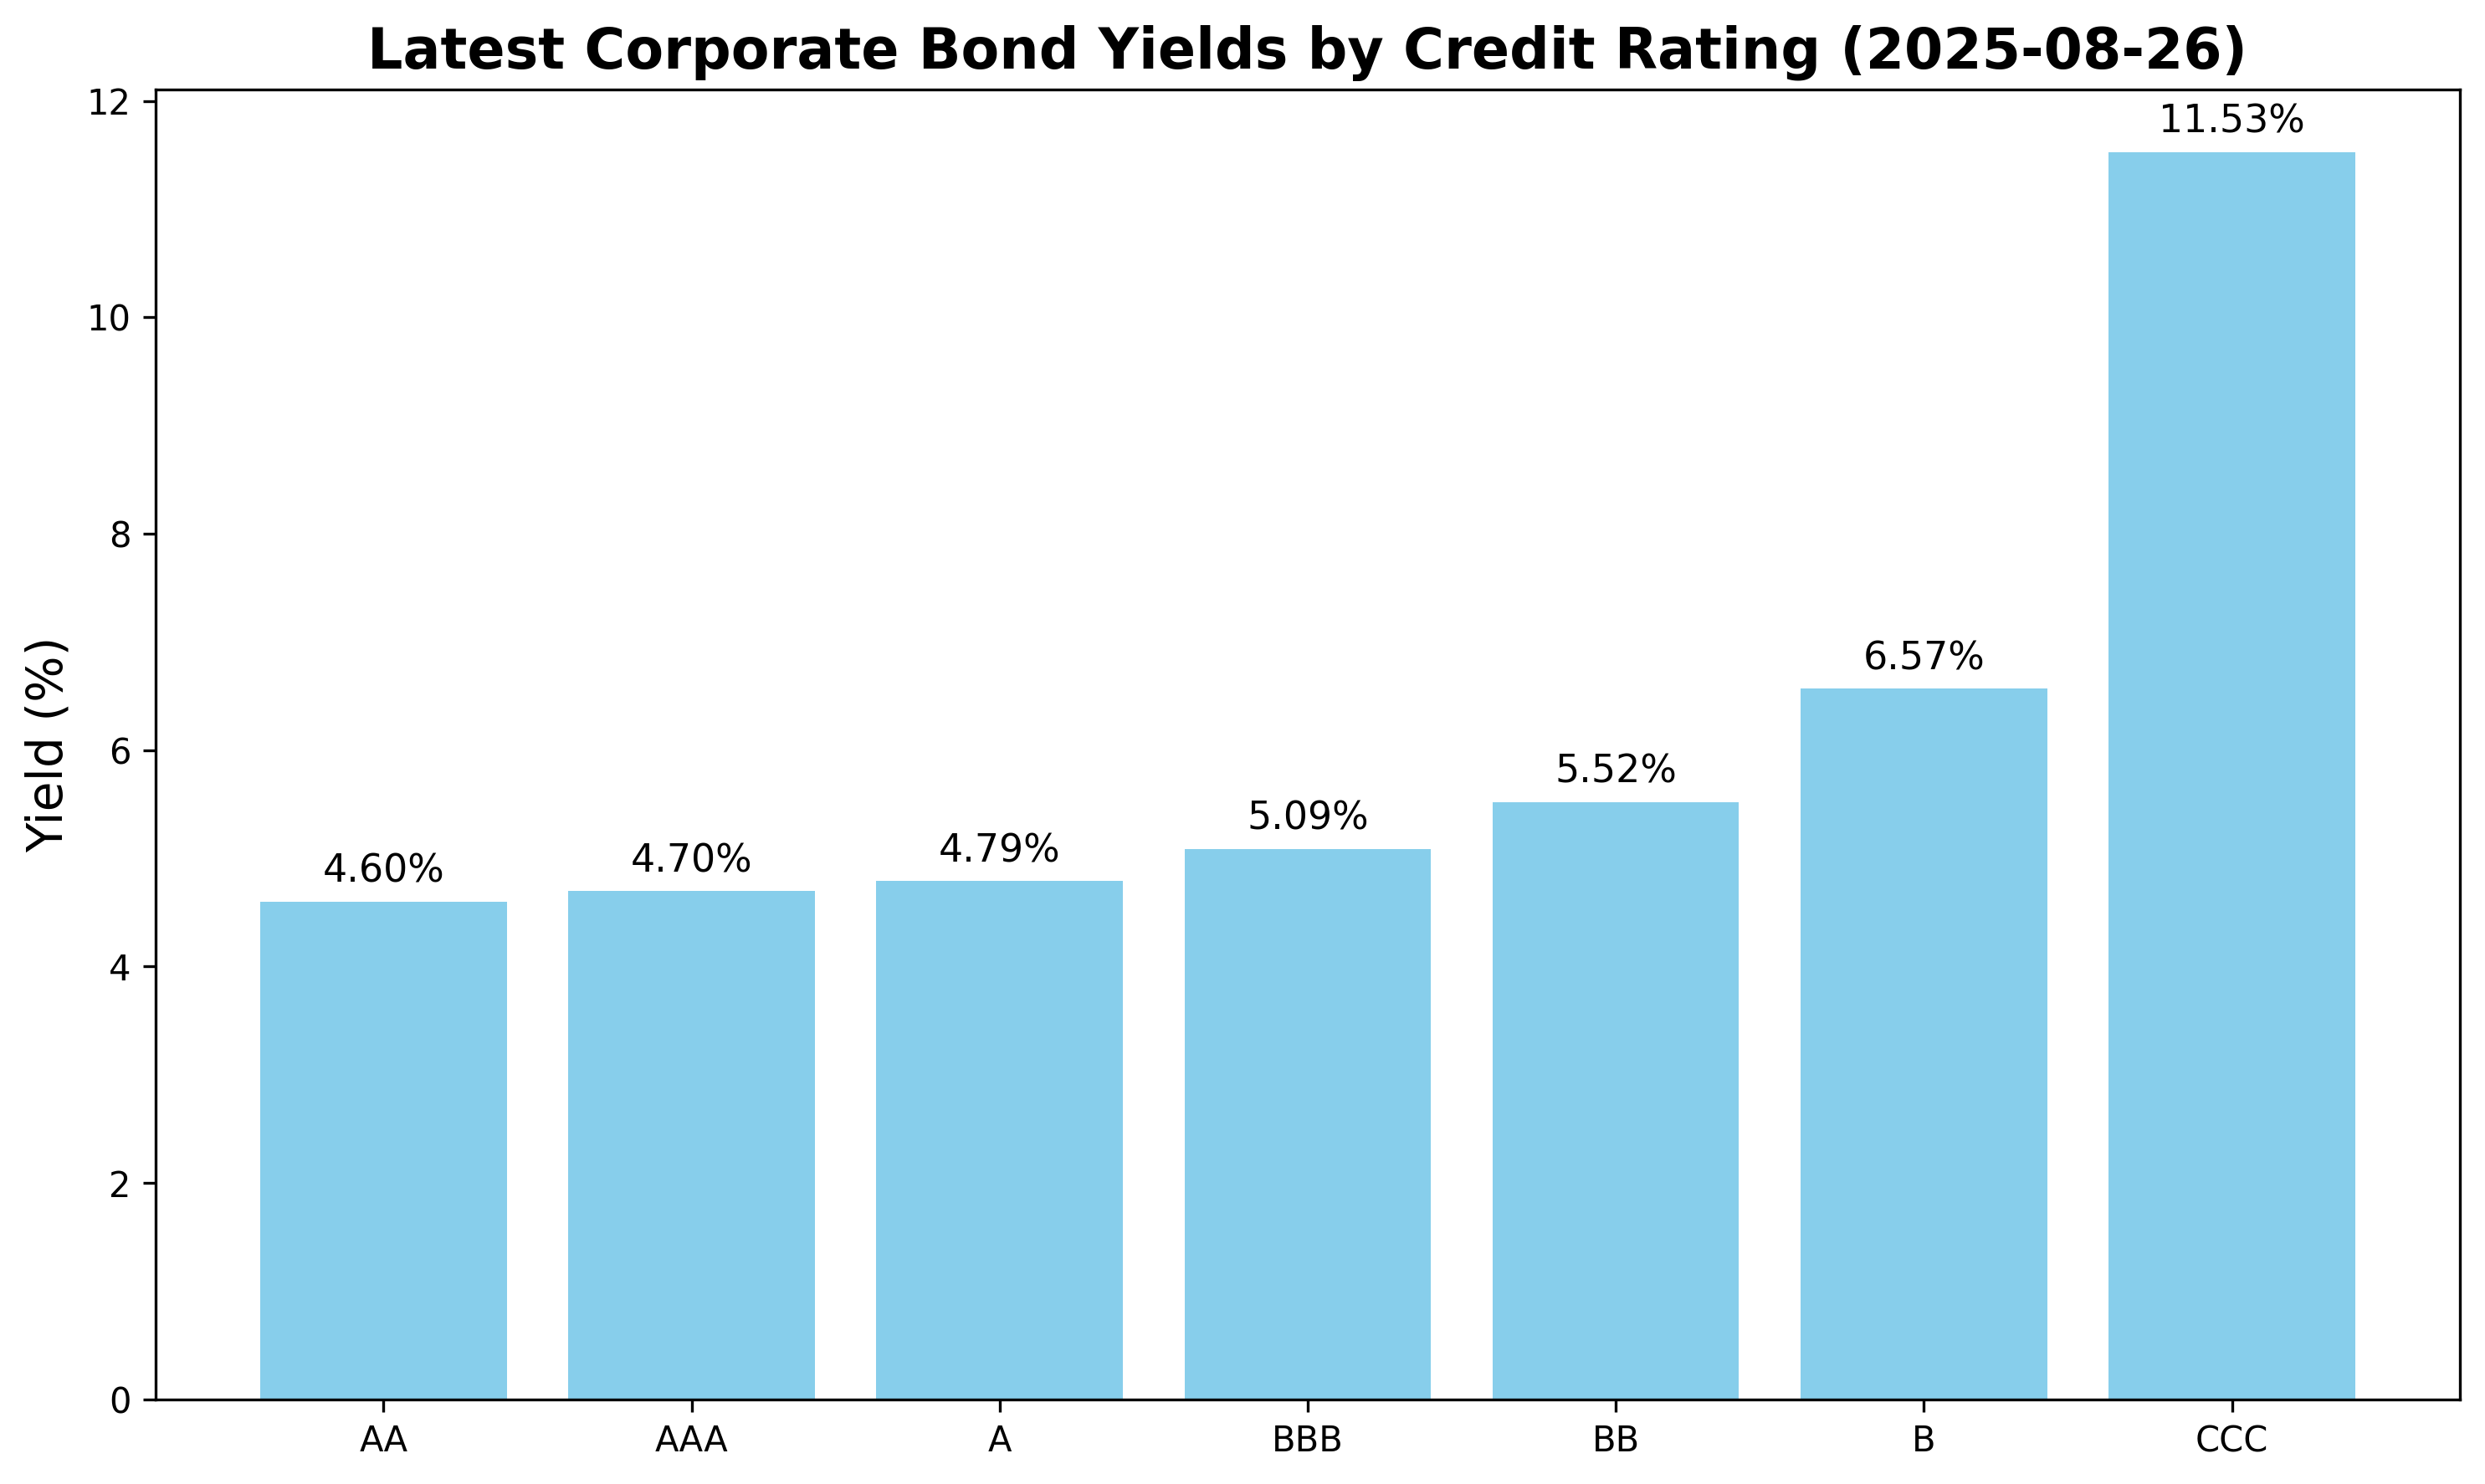 Latest Corporate Bond Yields by Credit Rating (2025-08-26)
12
10
8
6
4
2
0
Yield (%)
4.60%
4.70%
4.79%
5.09%
5.52%
6.57%
11.53%
AA
AAA
A
BBB
BB
B
CCC